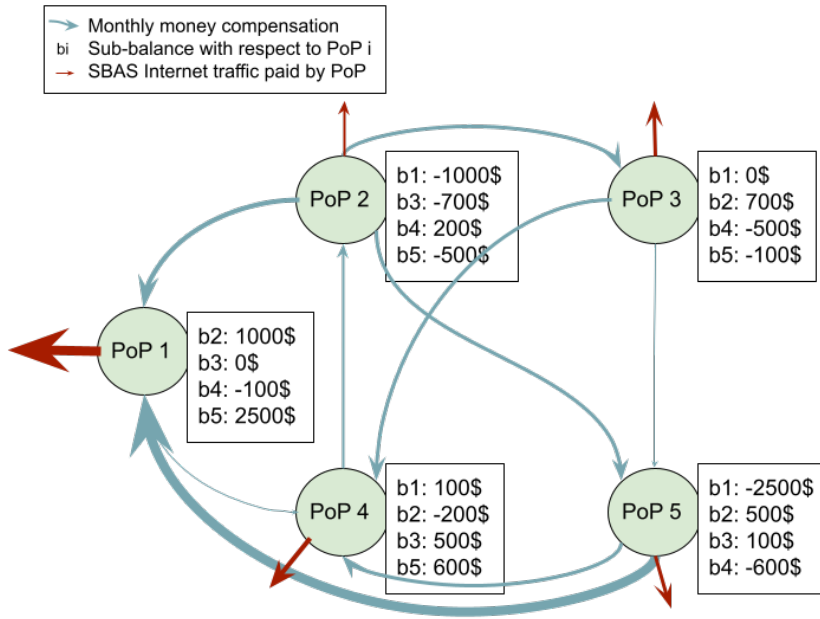 Monthly money compensation
bi Sub-balance with respect to PoP i
SBAS Internet traffic paid by PoP
PoP 2
b1: -1000$
b3: -700$
b4: 200$
b5: -500$
PoP 3
b1: 0$
b2: 700$
b4: -500$
b5: -100$
PoP 1
b2: 1000$
b3: 0$
b4: -100$
b5: 2500$
PoP 4
b1: 100$
b2: -200$
b3: 500$
b5: 600$
PoP 5
b1: -2500$
b2: 500$
b3: 100$
b4: -600$